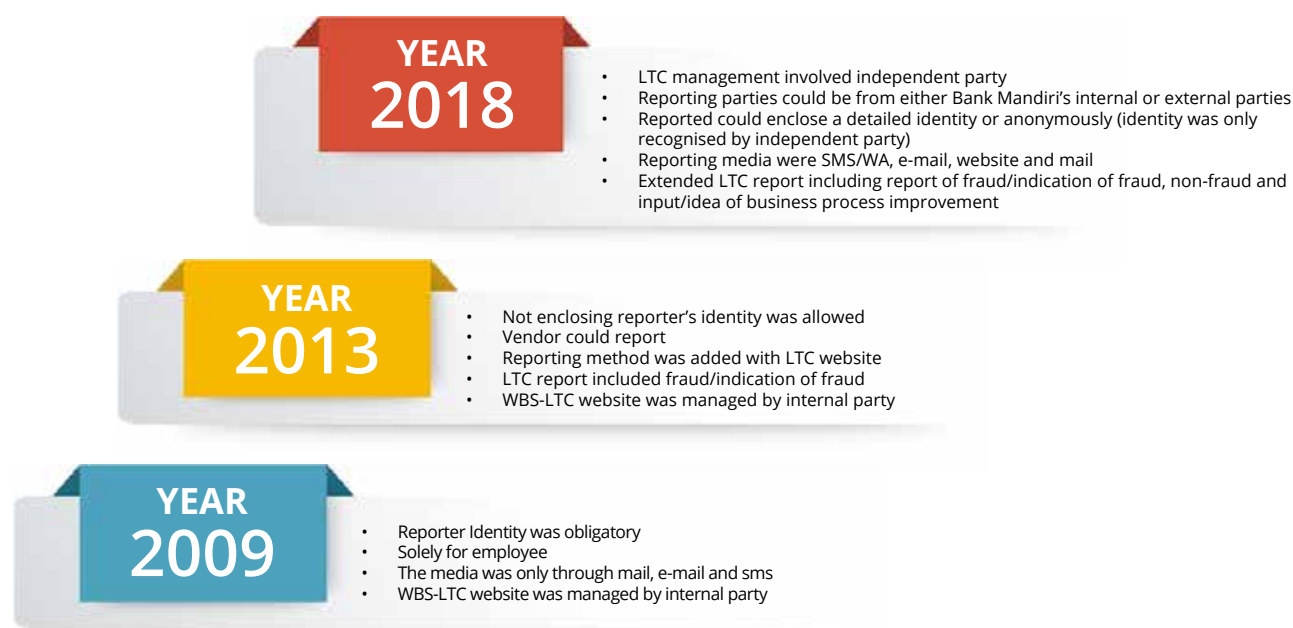 YEAR
2018
• LTC management involved independent party
• Reporting parties could be from either Bank Mandiri's internal or external parties
• Reported could enclose a detailed identity or anonymously (identity was only
recognised by independent party)
• Reporting media were SMS/WA, e-mail, website and mail
• Extended LTC report including report of fraud/indication of fraud, non-fraud and
input/idea of business process improvement
YEAR
2013
• Not enclosing reporter's identity was allowed
• Vendor could report
• Reporting method was added with LTC website
• LTC report included fraud/indication of fraud
• WBS-LTC website was managed by internal party
YEAR
2009
• Reporter Identity was obligatory
• Solely for employee
• The media was only through mail, e-mail and sms
• WBS-LTC website was managed by internal party